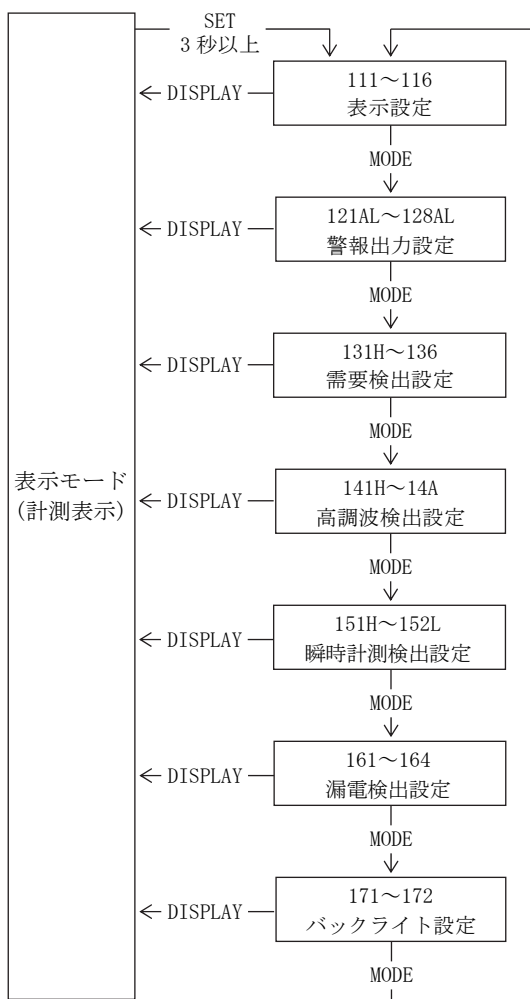 SET
3秒以上
111～116
表示設定
← DISPLAY
MODE
121AL～128AL
警報出力設定
← DISPLAY
MODE
131H～136
需要検出設定
← DISPLAY
MODE
表示モード
(計測表示)
141H～14A
高調波検出設定
← DISPLAY
MODE
151H～152L
瞬時計測検出設定
← DISPLAY
MODE
161～164
漏電検出設定
← DISPLAY
MODE
171～172
バックライト設定
← DISPLAY
MODE